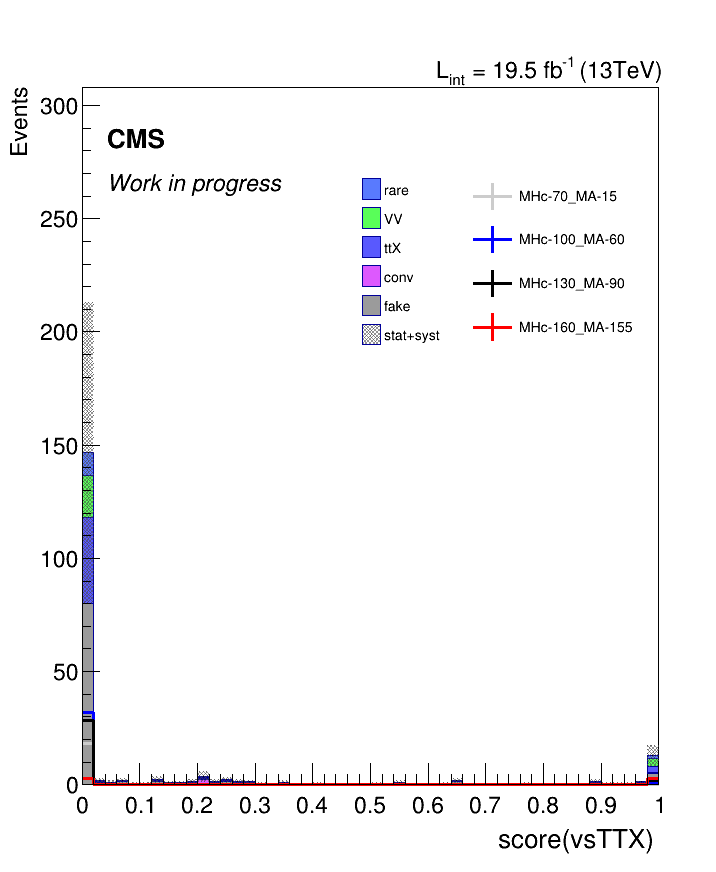 L_int = 19.5 fb^-1 (13TeV)
Events
CMS
Work in progress
rare
VV
ttX
conv
fake
stat+syst
MHc-70_MA-15
MHc-100_MA-60
MHc-130_MA-90
MHc-160_MA-155
300
250
200
150
100
50
0
0 0.1 0.2 0.3 0.4 0.5 0.6 0.7 0.8 0.9 1
score(vsTTX)